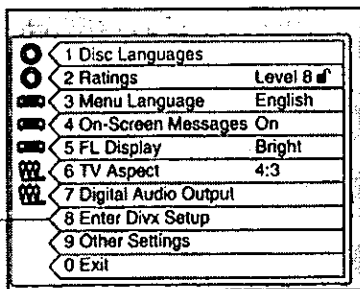 1 Disc Languages
2 Ratings Level 8
3 Menu Language English
4 On-Screen Messages On
5 FL Display Bright
6 TV Aspect 4:3
7 Digital Audio Output
8 Enter Divx Setup
9 Other Settings
0 Exit